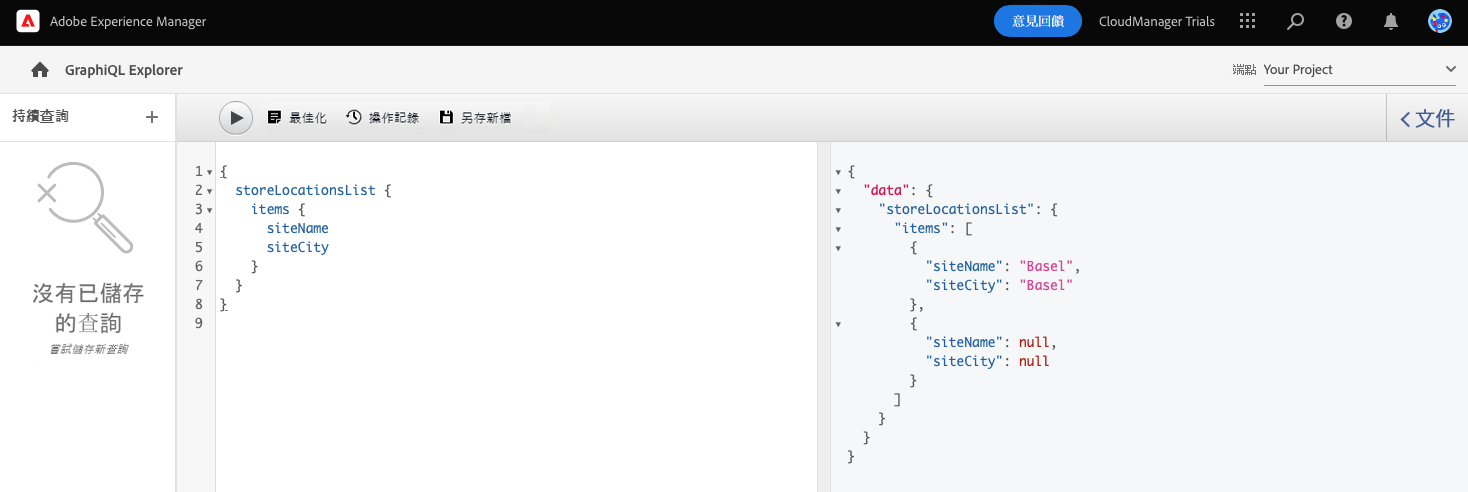 Adobe Experience Manager
意見回饋
CloudManager Trials
GraphiQL Explorer
端點 Your Project
持續查詢 +
最佳化 操作記錄 另存新檔
文件
沒有已儲存
的查詢
嘗試儲存新查詢
1 {
2 storeLocationsList {
3 items {
4 siteName
5 siteCity
6 }
7 }
8 }
9
{
"data": {
"storeLocationsList": {
"items": [
{
"siteName": "Basel",
"siteCity": "Basel"
},
{
"siteName": null,
"siteCity": null
}
]
}
}
}